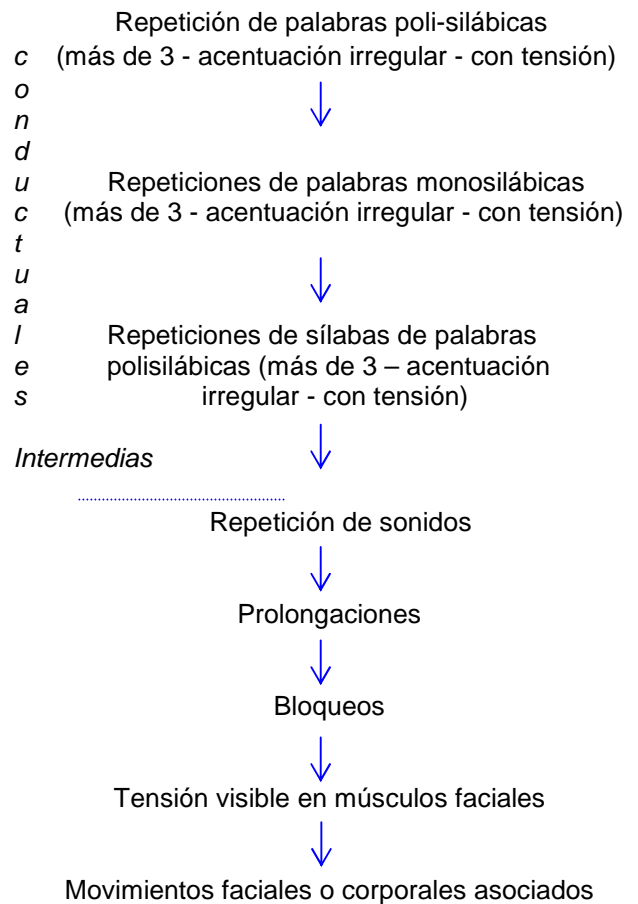 Repetición de palabras poli-silábicas
(más de 3 - acentuación irregular - con tensión)
c
o
n
d
u
c
t
u
a
l
e
s
Repeticiones de palabras monosilábicas
(más de 3 - acentuación irregular - con tensión)
Repeticiones de sílabas de palabras
polisilábicas (más de 3 – acentuación
irregular - con tensión)
Intermedias
Repetición de sonidos
Prolongaciones
Bloqueos
Tensión visible en músculos faciales
Movimientos faciales o corporales asociados